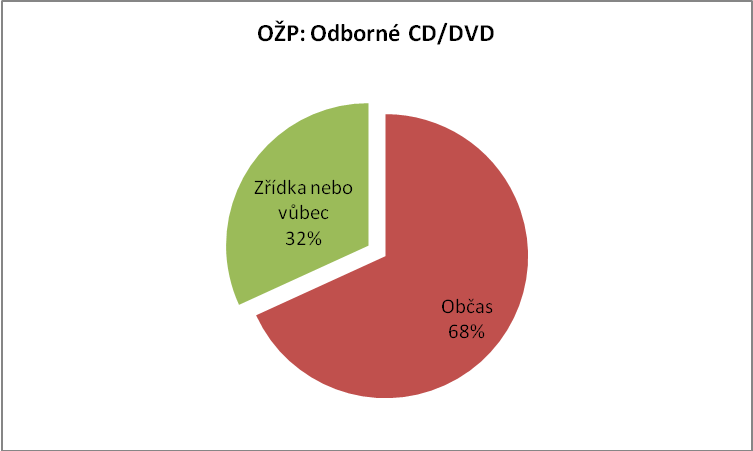 OŽP: Odborné CD/DVD
Zřídka nebo
vůbec
32%
Občas
68%